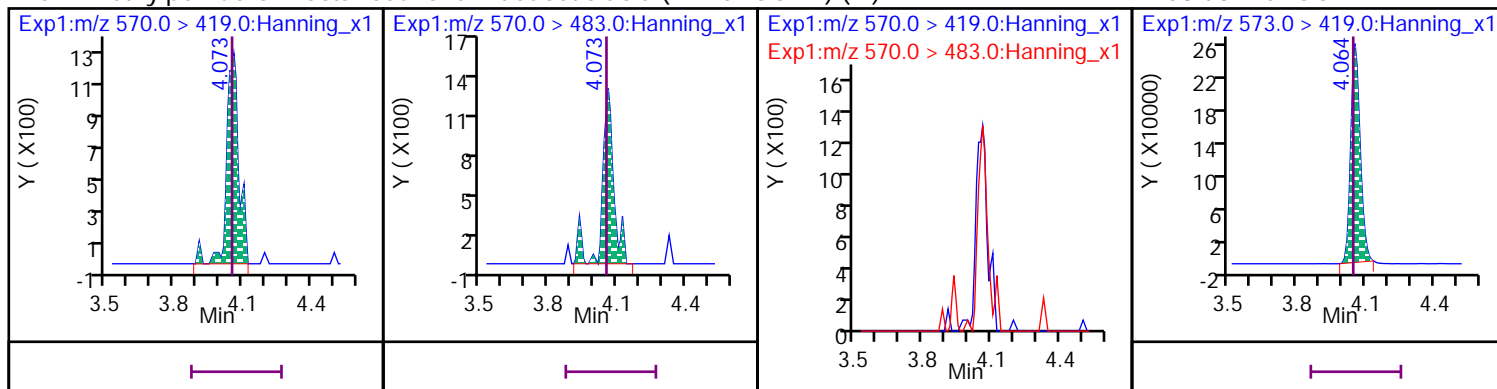 Exp1:m/z 570.0 > 419.0:Hanning_x1
4.073
Y ( X100)
13
11
9
7
5
3
1
-1
3.5 3.8 4.1 4.4
Min
Exp1:m/z 570.0 > 483.0:Hanning_x1
4.073
Y ( X100)
17
14
11
8
5
2
-1
3.5 3.8 4.1 4.4
Min
Exp1:m/z 570.0 > 419.0:Hanning_x1
Exp1:m/z 570.0 > 483.0:Hanning_x1
Y ( X100)
16
14
12
10
8
6
4
2
0
3.5 3.8 4.1 4.4
Min
Exp1:m/z 573.0 > 419.0:Hanning_x1
4.064
Y ( X10000)
26
22
18
14
10
6
2
-2
3.5 3.8 4.1 4.4
Min